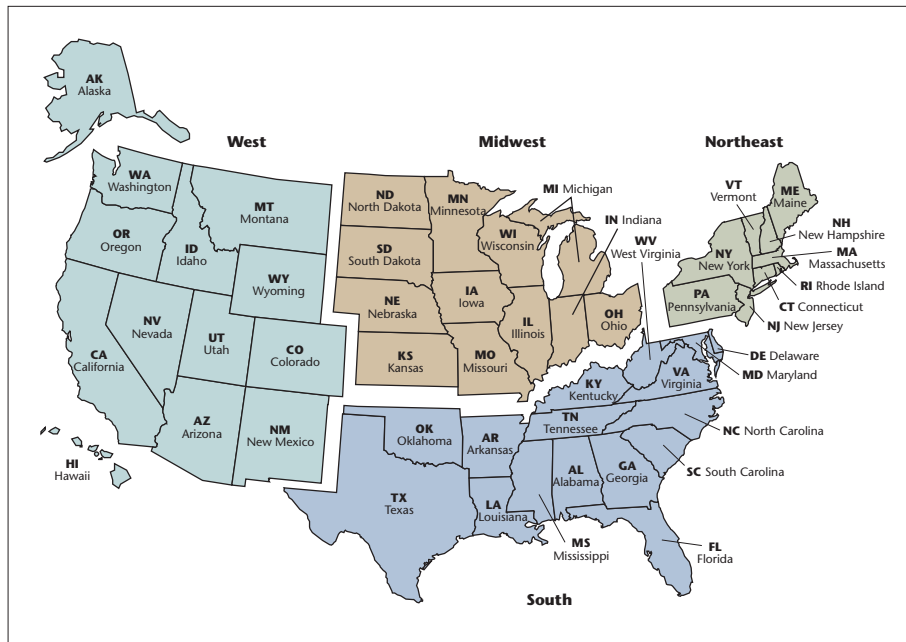 AK
Alaska
West
Midwest
Northeast
WA
Washington
MT
Montana
OR
Oregon
ID
Idaho
WY
Wyoming
NV
Nevada
UT
Utah
CO
Colorado
CA
California
AZ
Arizona
NM
New Mexico
HI
Hawaii
ND
North Dakota
MN
Minnesota
MI Michigan
SD
South Dakota
WI
Wisconsin
IN Indiana
NE
Nebraska
IA
Iowa
IL
Illinois
OH
Ohio
KS
Kansas
MO
Missouri
VT
Vermont
ME
Maine
NH
New Hampshire
MA
Massachusetts
NY
New York
RI Rhode Island
CT Connecticut
PA
Pennsylvania
NJ New Jersey
WV
West Virginia
DE Delaware
MD Maryland
VA
Virginia
KY
Kentucky
TN
Tennessee
NC North Carolina
SC South Carolina
OK
Oklahoma
AR
Arkansas
TX
Texas
LA
Louisiana
MS
Mississippi
AL
Alabama
GA
Georgia
FL
Florida
South